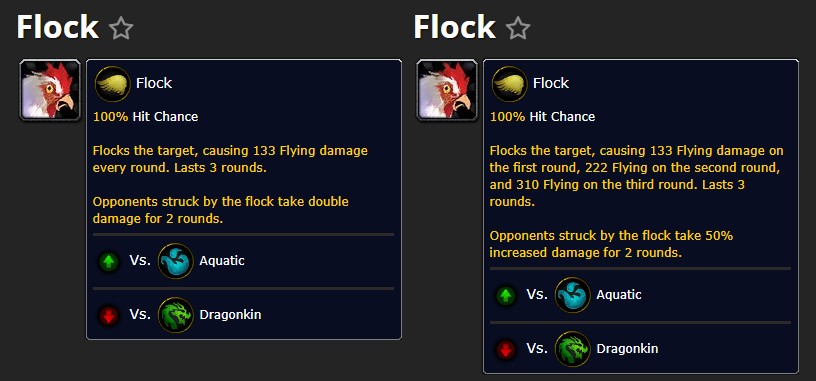 Flock
Flock
100% Hit Chance
Flocks the target, causing 133 Flying damage
every round. Lasts 3 rounds.
Opponents struck by the flock take double
damage for 2 rounds.
Vs. Aquatic
Vs. Dragonkin
Flock
Flock
100% Hit Chance
Flocks the target, causing 133 Flying damage on
the first round, 222 Flying on the second round,
and 310 Flying on the third round. Lasts 3
rounds.
Opponents struck by the flock take 50%
increased damage for 2 rounds.
Vs. Aquatic
Vs. Dragonkin